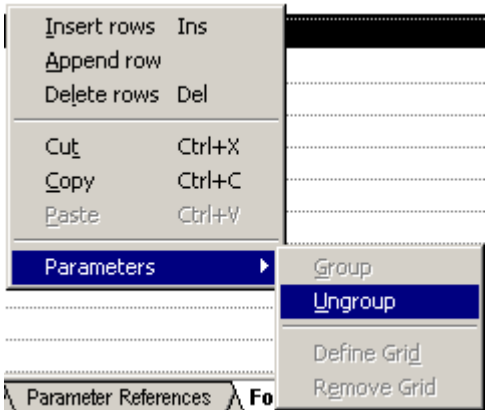 Insert rows Ins
Append row
Delete rows Del
Cut Ctrl+X
Copy Ctrl+C
Paste Ctrl+V
Parameters
Group
Ungroup
Define Grid
Remove Grid
Parameter References Fo